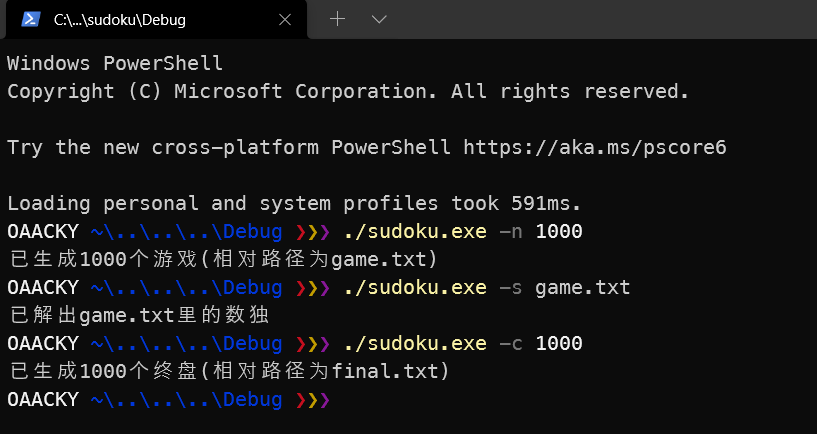 C:\...\sudoku\Debug
Windows PowerShell
Copyright (C) Microsoft Corporation. All rights reserved.
Try the new cross-platform PowerShell https://aka.ms/pscore6
Loading personal and system profiles took 591ms.
OAACKY ~\..\..\..\Debug ❯❯❯ ./sudoku.exe -n 1000
已生成1000个游戏(相对路径为game.txt)
OAACKY ~\..\..\..\Debug ❯❯❯ ./sudoku.exe -s game.txt
已解出game.txt里的数独
OAACKY ~\..\..\..\Debug ❯❯❯ ./sudoku.exe -c 1000
已生成1000个终盘(相对路径为final.txt)
OAACKY ~\..\..\..\Debug ❯❯❯